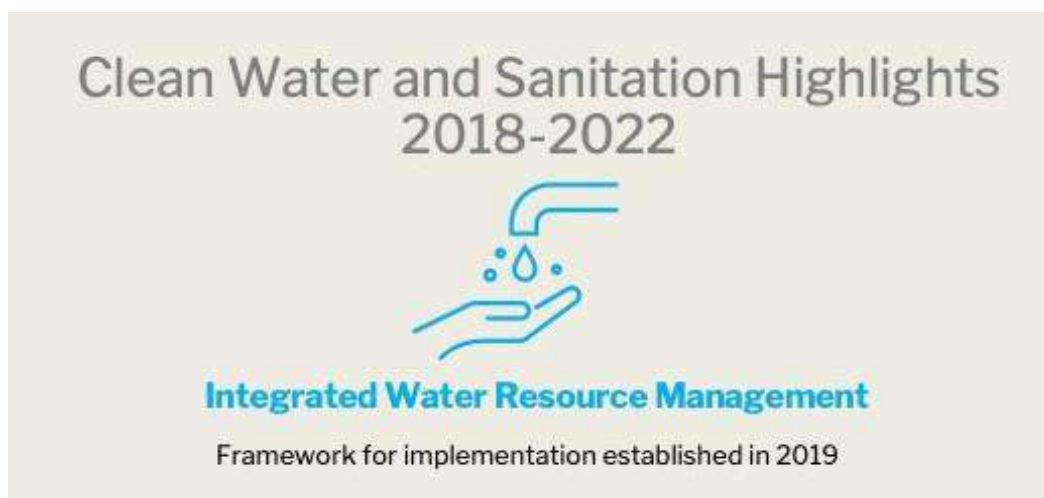 Clean Water and Sanitation Highlights
2018-2022
Integrated Water Resource Management
Framework for implementation established in 2019